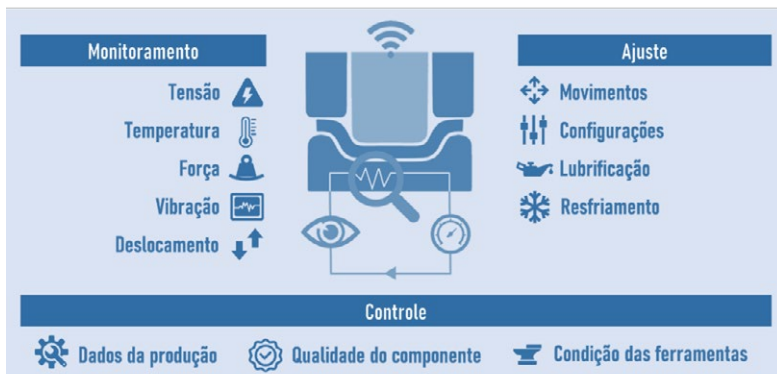 Monitoramento
Tensão
Temperatura
Força
Vibração
Deslocamento
Ajuste
Movimentos
Configurações
Lubrificação
Resfriamento
Controle
Dados da produção
Qualidade do componente
Condição das ferramentas